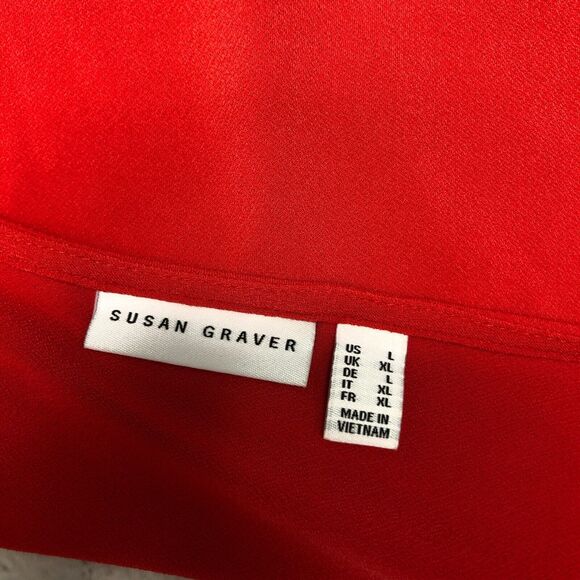 SUSAN GRAVER
US L
UK XL
DE L
IT XL
FR XL
MADE IN
VIETNAM